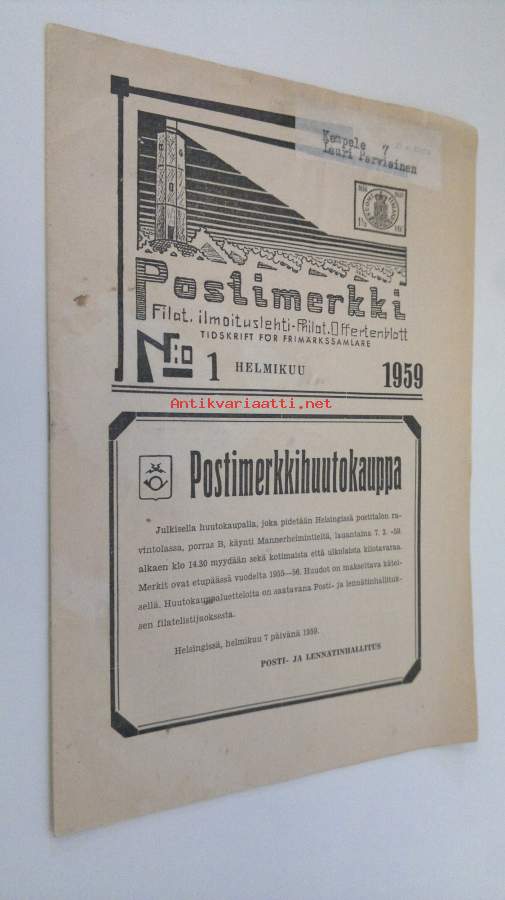 Kappele 7
Lauri Parviainen
Postimerkki
Filat. ilmoituslehti-Philat. Offertenblatt
TIDSKRIFT FÖR FRIMÄRKSSAMLARE
N:o 1 HELMIKUU 1959
Antikvariaatti.net
Postimerkkihuutokauppa
Julkisella huutokaupalla, joka pidetään Helsingissä postitalon ra-
vintolassa, porras B, käynti Mannerheimintieltä, lauantaina 7. 3. -59
alkaen klo 14.30 myydään sekä kotimaista että ulkolaista kilotavaraa.
Merkit ovat etupäässä vuodelta 1955—56. Huudot on maksettava kätei-
sellä. Huutokauppaluetteloita on saatavana Posti- ja lennätinhallituk-
sen filatelistijaoksesta.
Helsingissä, helmikuu 7 päivänä 1959.
POSTI- JA LENNÄTINHALLITUS